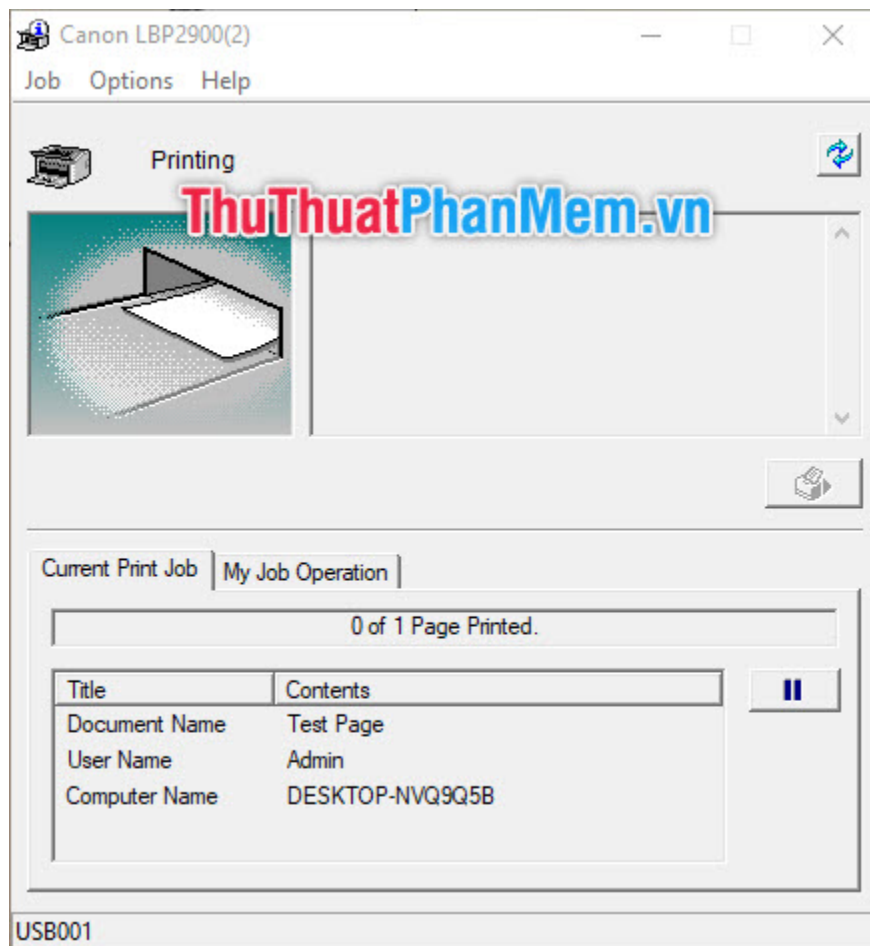 Canon LBP2900(2)
Job Options Help
Printing
ThuThuatPhanMem.vn
Current Print Job My Job Operation
0 of 1 Page Printed.
Title Contents
Document Name Test Page
User Name Admin
Computer Name DESKTOP-NVQ9Q5B
USB001